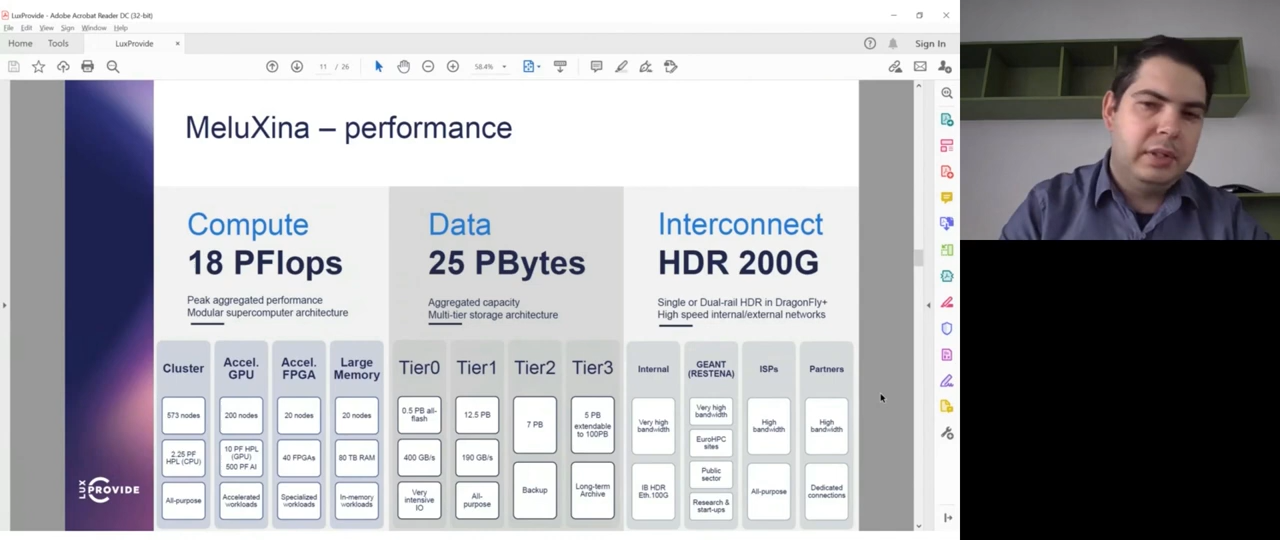 LuxProvide - Adobe Acrobat Reader DC (32-bit)
File Edit View Sign Window Help
Home Tools LuxProvide × Sign In
11 / 26 58.4%
MeluXina – performance
Compute
18 PFlops
Peak aggregated performance
Modular supercomputer architecture
Data
25 PBytes
Aggregated capacity
Multi-tier storage architecture
Interconnect
HDR 200G
Single or Dual-rail HDR in DragonFly+
High speed internal/external networks
Cluster
573 nodes
2.25 PF
HPL (CPU)
All-purpose
Accel.
GPU
200 nodes
10 PF HPL
(GPU)
500 PF AI
Accelerated
workloads
Accel.
FPGA
20 nodes
40 FPGAs
Specialized
workloads
Large
Memory
20 nodes
80 TB RAM
In-memory
workloads
Tier0
0.5 PB all-
flash
400 GB/s
Very
intensive
IO
Tier1
12.5 PB
190 GB/s
All-
purpose
Tier2
7 PB
Backup
Tier3
5 PB
extendable
to 100PB
Long-term
Archive
Internal
Very high
bandwidth
IB HDR
Eth.100G
GEANT
(RESTENA)
Very high
bandwidth
EuroHPC
sites
Public
sector
Research &
start-ups
ISPs
High
bandwidth
All-purpose
Partners
High
bandwidth
Dedicated
connections
LUXPROVIDE